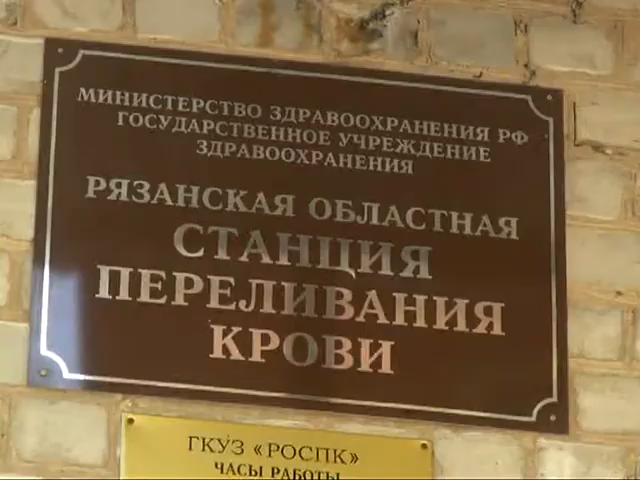 МИНИСТЕРСТВО ЗДРАВООХРАНЕНИЯ РФ
ГОСУДАРСТВЕННОЕ УЧРЕЖДЕНИЕ
ЗДРАВООХРАНЕНИЯ
РЯЗАНСКАЯ ОБЛАСТНАЯ
СТАНЦИЯ
ПЕРЕЛИВАНИЯ
КРОВИ
ГКУЗ «РОСПК»
ЧАСЫ РАБОТЫ